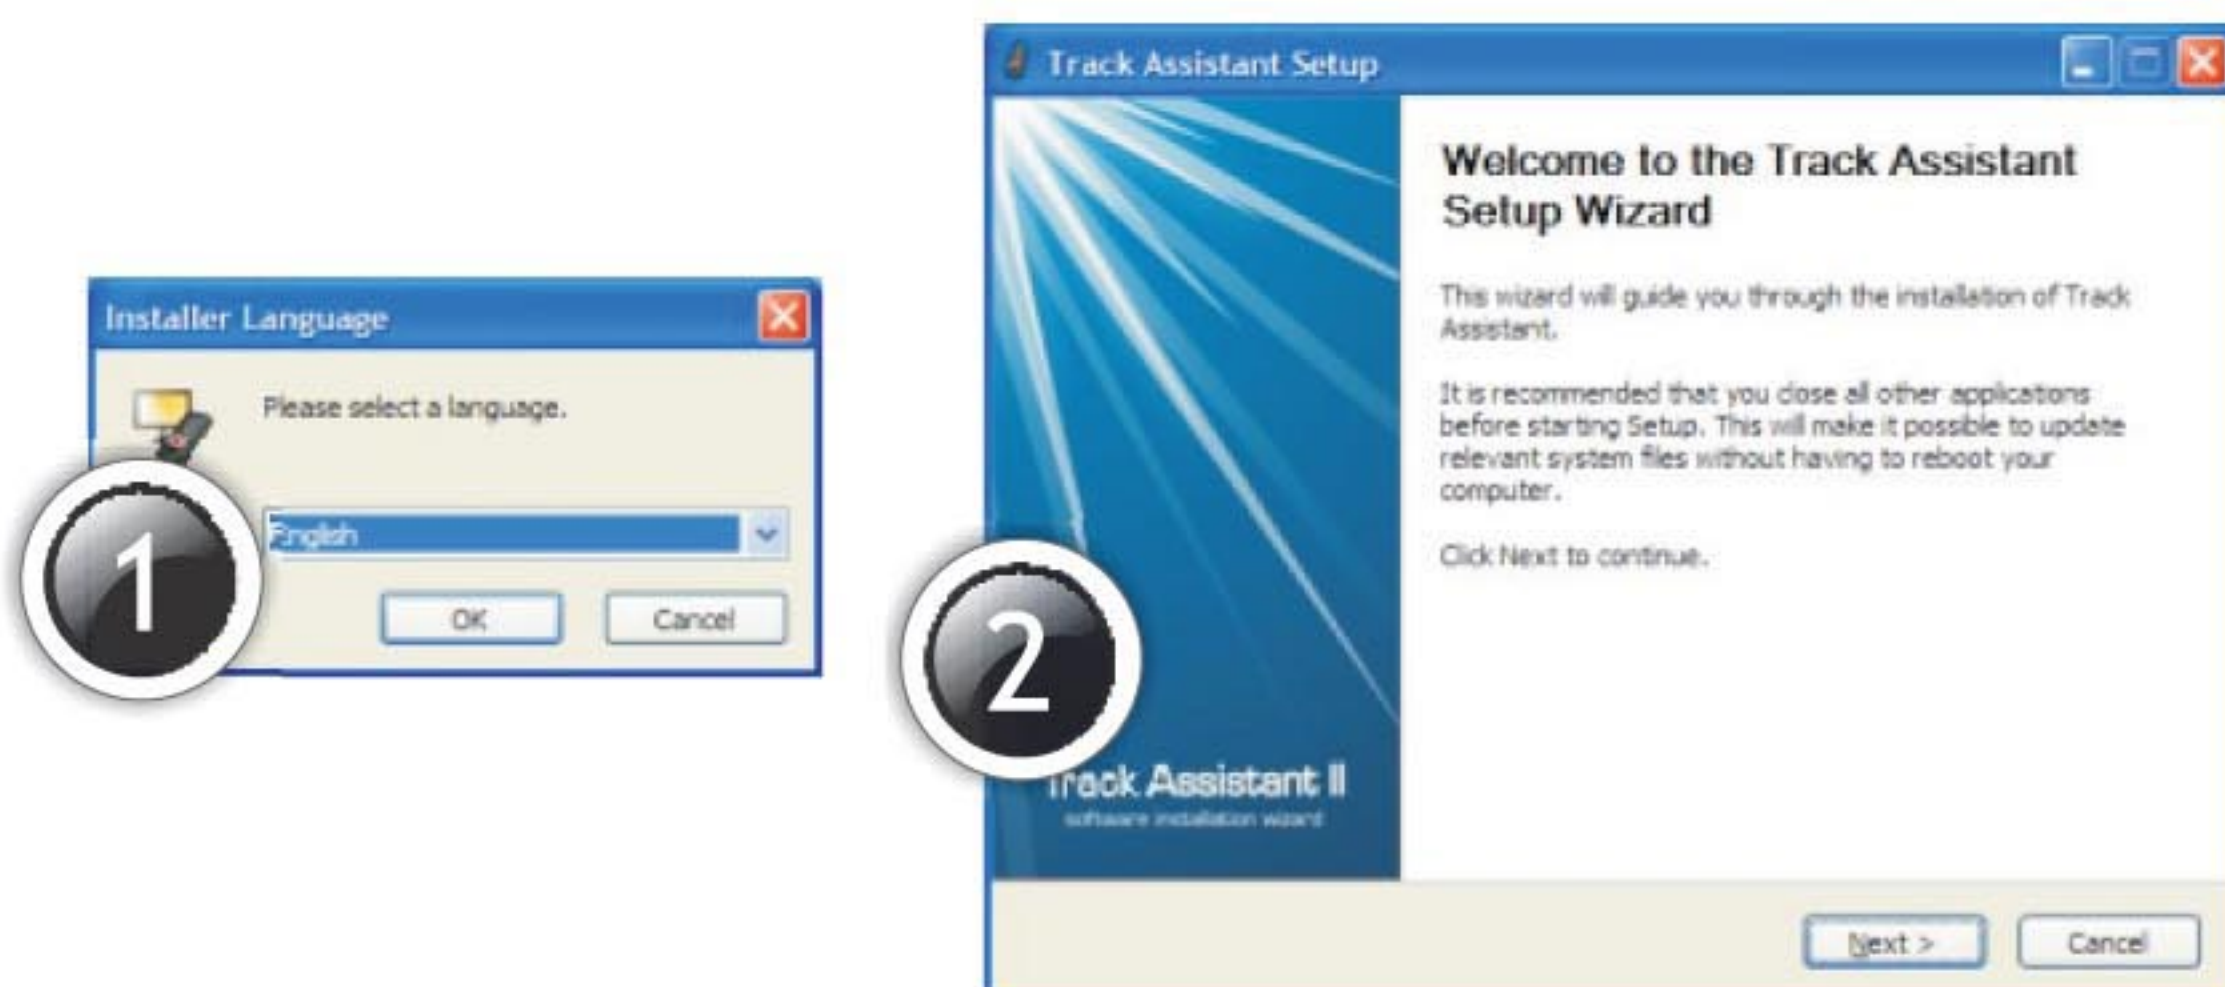 Installer Language
Please select a language.
English
OK
Cancel
1
Track Assistant Setup
Welcome to the Track Assistant
Setup Wizard
This wizard will guide you through the installation of Track
Assistant.
It is recommended that you close all other applications
before starting Setup. This will make it possible to update
relevant system files without having to reboot your
computer.
Click Next to continue.
2
Track Assistant II
software installation wizard
Next >
Cancel